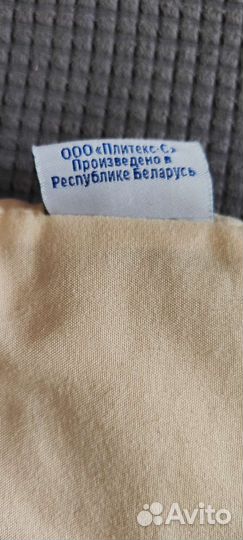 ООО «Плитекс-С»
Произведено в
Республике Беларусь
Avito